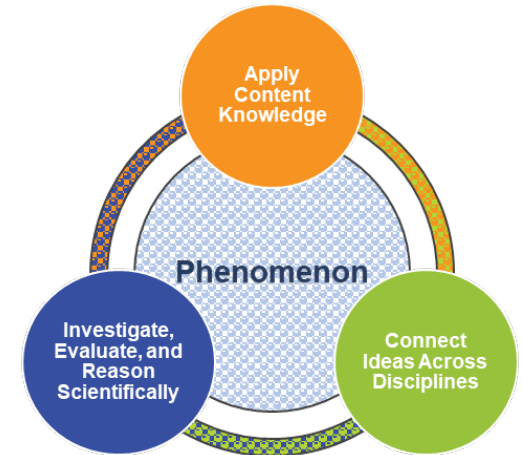 Apply
Content
Knowledge
Phenomenon
Investigate,
Evaluate, and
Reason
Scientifically
Connect
Ideas Across
Disciplines